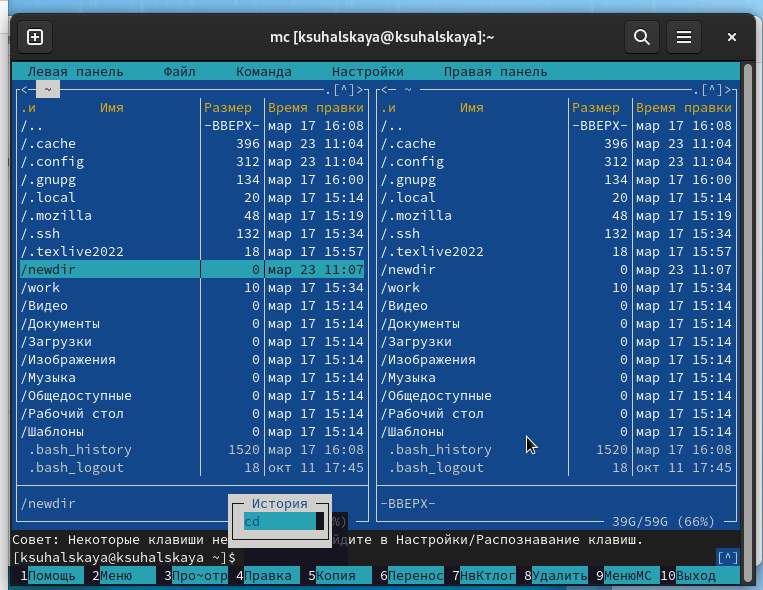 mc [ksuhalskaya@ksuhalskaya]:~
Левая панель Файл Команда Настройки Правая панель
<─ ~ ─.[^]> <─ ~ ─.[^]>
.и Имя Размер Время правки .и Имя Размер Время правки
/.. -ВВЕРХ- мар 17 16:08 /.. -ВВЕРХ- мар 17 16:08
/.cache 396 мар 23 11:04 /.cache 396 мар 23 11:04
/.config 312 мар 23 11:04 /.config 312 мар 23 11:04
/.gnupg 134 мар 17 16:00 /.gnupg 134 мар 17 16:00
/.local 20 мар 17 15:14 /.local 20 мар 17 15:14
/.mozilla 48 мар 17 15:19 /.mozilla 48 мар 17 15:19
/.ssh 132 мар 17 15:34 /.ssh 132 мар 17 15:34
/.texlive2022 18 мар 17 15:57 /.texlive2022 18 мар 17 15:57
/newdir 0 мар 23 11:07 /newdir 0 мар 23 11:07
/work 10 мар 17 15:34 /work 10 мар 17 15:34
/Видео 0 мар 17 15:14 /Видео 0 мар 17 15:14
/Документы 0 мар 17 15:14 /Документы 0 мар 17 15:14
/Загрузки 0 мар 17 15:14 /Загрузки 0 мар 17 15:14
/Изображения 0 мар 17 15:14 /Изображения 0 мар 17 15:14
/Музыка 0 мар 17 15:14 /Музыка 0 мар 17 15:14
/Общедоступные 0 мар 17 15:14 /Общедоступные 0 мар 17 15:14
/Рабочий стол 0 мар 17 15:14 /Рабочий стол 0 мар 17 15:14
/Шаблоны 0 мар 17 15:14 /Шаблоны 0 мар 17 15:14
.bash_history 1520 мар 17 16:08 .bash_history 1520 мар 17 16:08
.bash_logout 18 окт 11 17:45 .bash_logout 18 окт 11 17:45
/newdir -ВВЕРХ-
История
cd %) 39G/59G (66%)
Совет: Некоторые клавиши не дите в Настройки/Распознавание клавиш.
[ksuhalskaya@ksuhalskaya ~]$ [^]
1Помощь 2Меню 3Про~отр 4Правка 5Копия 6Перенос 7НвКтлог 8Удалить 9МенюМС 10Выход